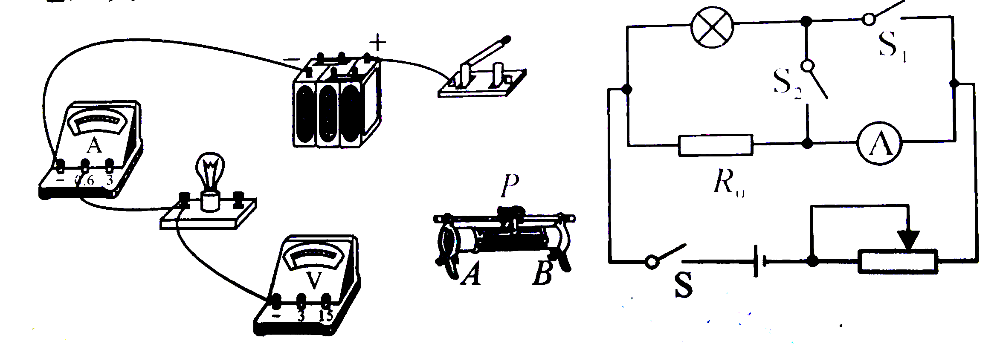 − +
A
− 0.6 3
P
A B
V
− 3 15
S₁
S₂
A
R₀
S